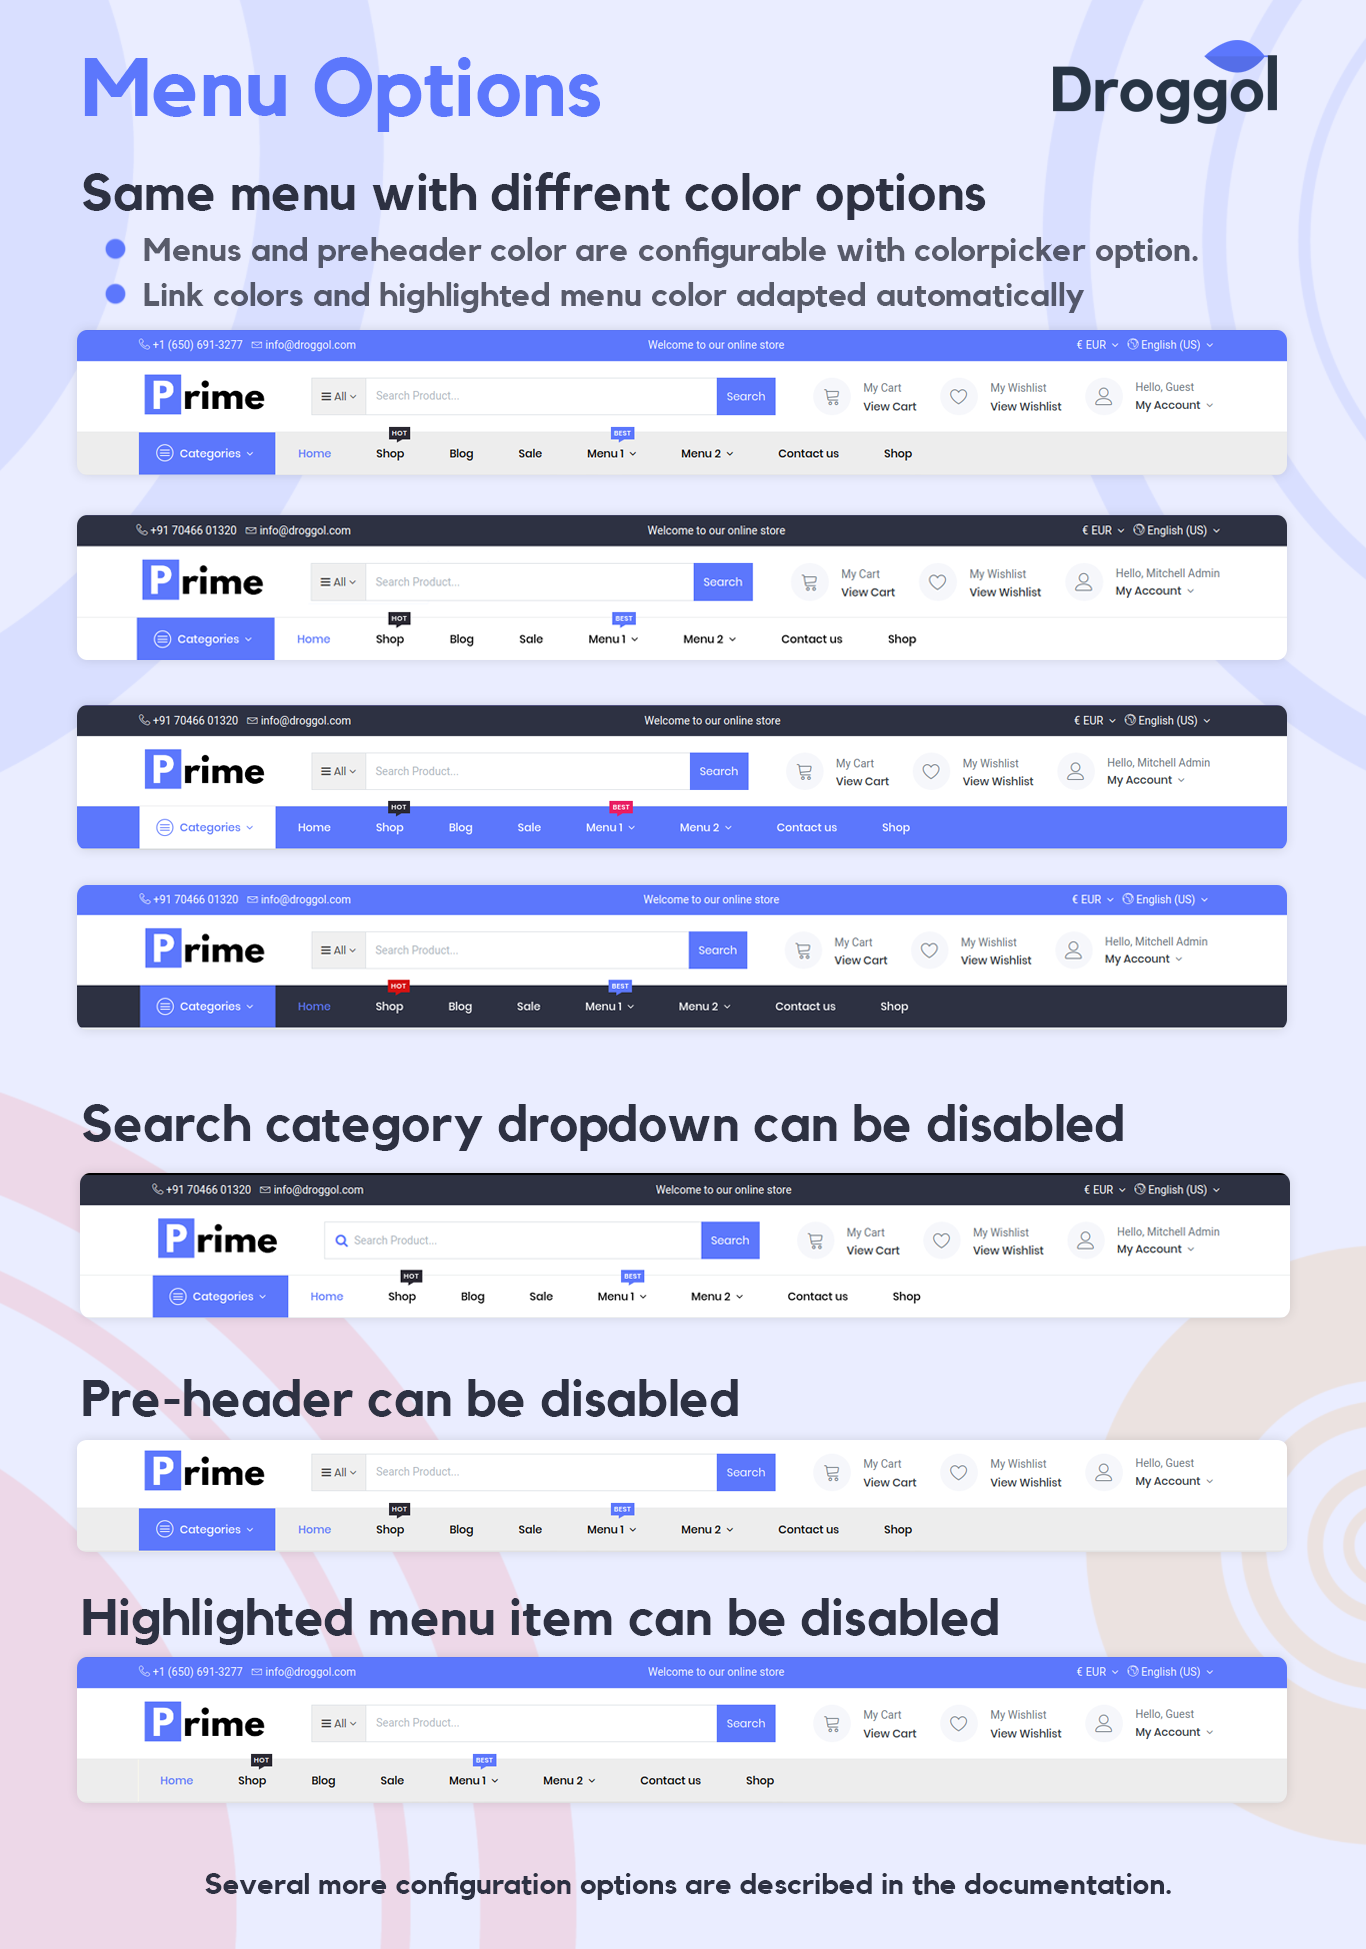 Menu Options
Droggol
Same menu with diffrent color options
Menus and preheader color are configurable with colorpicker option.
Link colors and highlighted menu color adapted automatically
+1 (650) 691-3277 info@droggol.com Welcome to our online store € EUR English (US)
Prime All Search Product... Search My Cart View Cart My Wishlist View Wishlist Hello, Guest My Account
HOT BEST
Categories Home Shop Blog Sale Menu 1 Menu 2 Contact us Shop
+91 70466 01320 info@droggol.com Welcome to our online store € EUR English (US)
Prime All Search Product... Search My Cart View Cart My Wishlist View Wishlist Hello, Mitchell Admin My Account
HOT BEST
Categories Home Shop Blog Sale Menu 1 Menu 2 Contact us Shop
+91 70466 01320 info@droggol.com Welcome to our online store € EUR English (US)
Prime All Search Product... Search My Cart View Cart My Wishlist View Wishlist Hello, Mitchell Admin My Account
HOT BEST
Categories Home Shop Blog Sale Menu 1 Menu 2 Contact us Shop
+91 70466 01320 info@droggol.com Welcome to our online store € EUR English (US)
Prime All Search Product... Search My Cart View Cart My Wishlist View Wishlist Hello, Mitchell Admin My Account
HOT BEST
Categories Home Shop Blog Sale Menu 1 Menu 2 Contact us Shop
Search category dropdown can be disabled
+91 70466 01320 info@droggol.com Welcome to our online store € EUR English (US)
Prime Search Product... Search My Cart View Cart My Wishlist View Wishlist Hello, Mitchell Admin My Account
HOT BEST
Categories Home Shop Blog Sale Menu 1 Menu 2 Contact us Shop
Pre-header can be disabled
Prime All Search Product... Search My Cart View Cart My Wishlist View Wishlist Hello, Guest My Account
HOT BEST
Categories Home Shop Blog Sale Menu 1 Menu 2 Contact us Shop
Highlighted menu item can be disabled
+1 (650) 691-3277 info@droggol.com Welcome to our online store € EUR English (US)
Prime All Search Product... Search My Cart View Cart My Wishlist View Wishlist Hello, Guest My Account
HOT BEST
Home Shop Blog Sale Menu 1 Menu 2 Contact us Shop
Several more configuration options are described in the documentation.